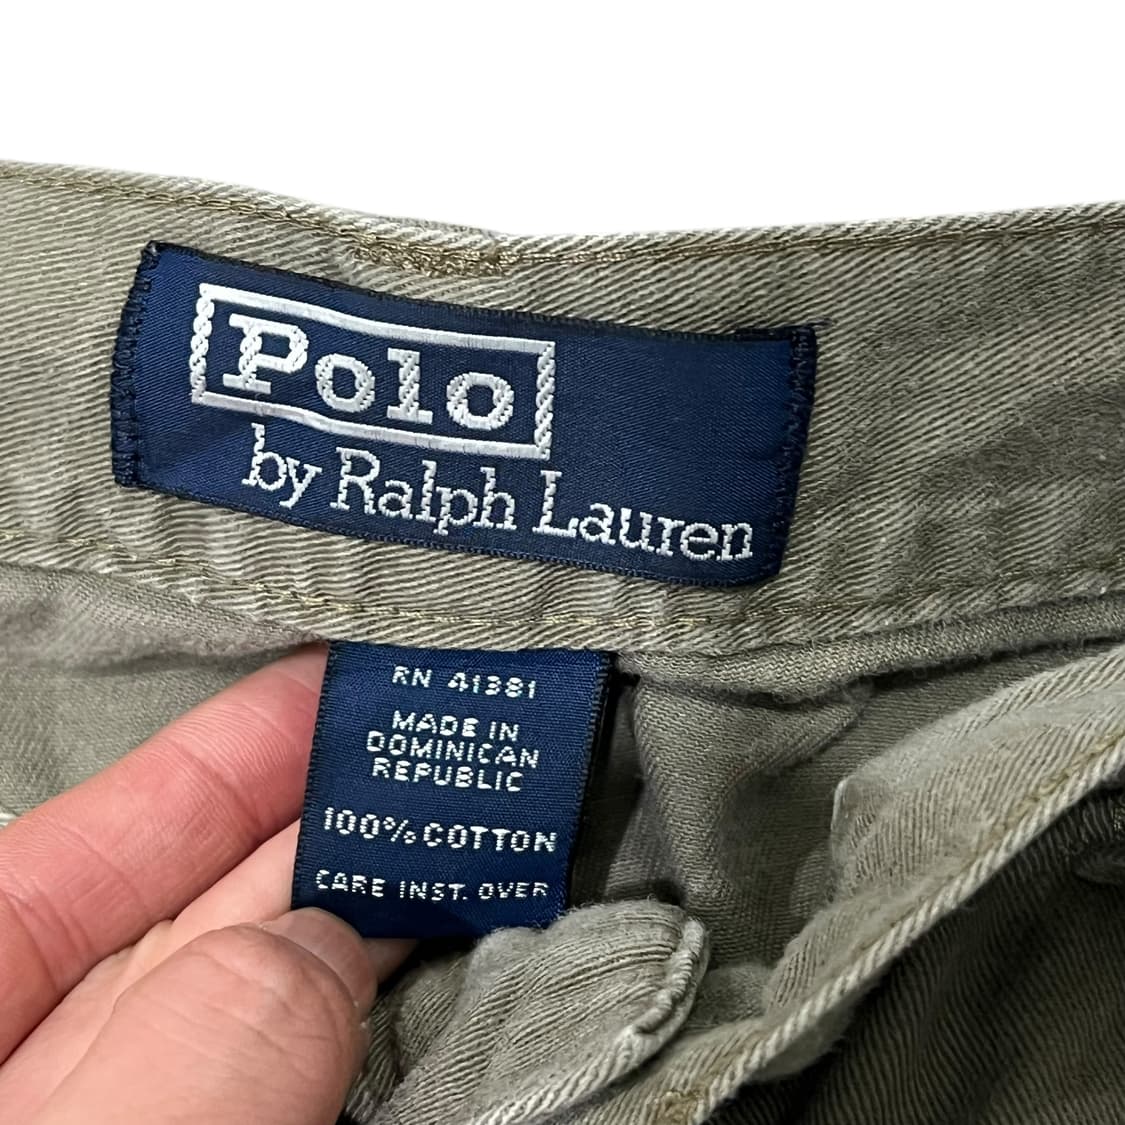 Polo
by Ralph Lauren
RN 41381
MADE IN
DOMINICAN
REPUBLIC
100% COTTON
CARE INST. OVER